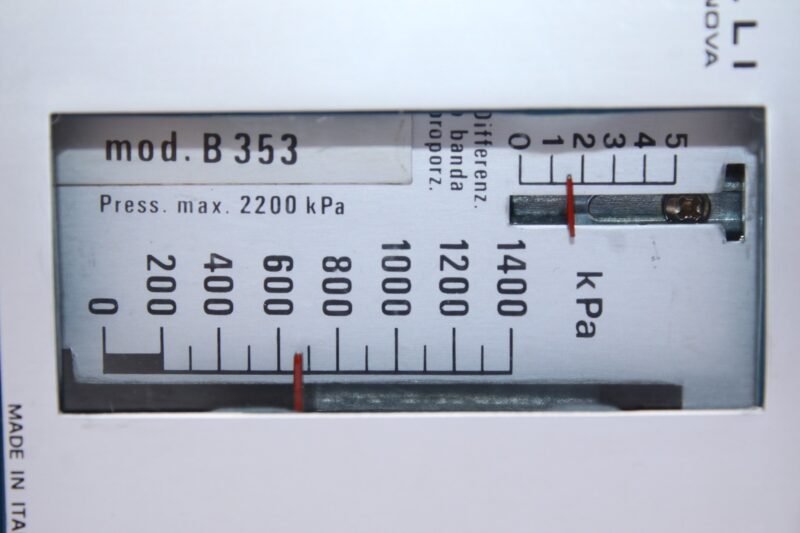 LI
NOVA
mod. B 353
Press. max. 2200 kPa
Differenz.
banda
proporz.
0 1 2 3 4 5
0 200 400 600 800 1000 1200 1400
kPa
MADE IN ITA